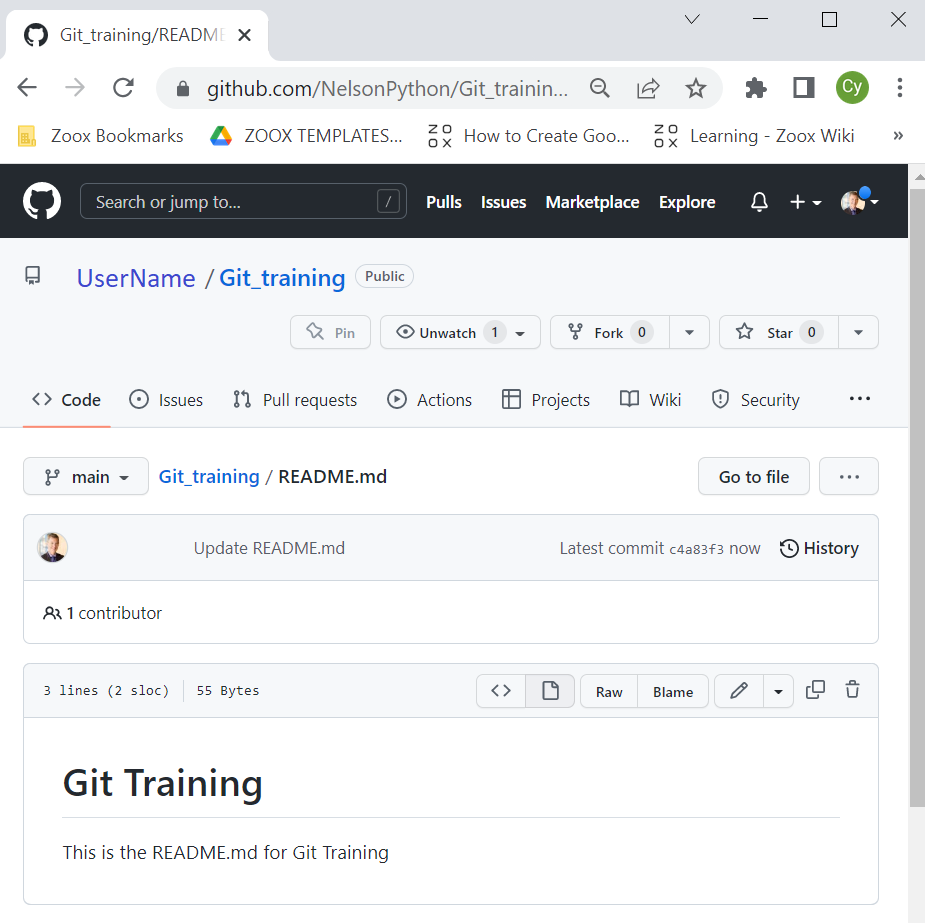 Git_training/README
github.com/NelsonPython/Git_trainin...
Cy
Zoox Bookmarks ZOOX TEMPLATES... ZOOX How to Create Goo... ZOOX Learning - Zoox Wiki »
Search or jump to... / Pulls Issues Marketplace Explore
UserName / Git_training Public
Pin Unwatch 1 Fork 0 Star 0
Code Issues Pull requests Actions Projects Wiki Security ...
main Git_training / README.md Go to file ...
Update README.md Latest commit c4a83f3 now History
1 contributor
3 lines (2 sloc) 55 Bytes <> Raw Blame
Git Training
This is the README.md for Git Training